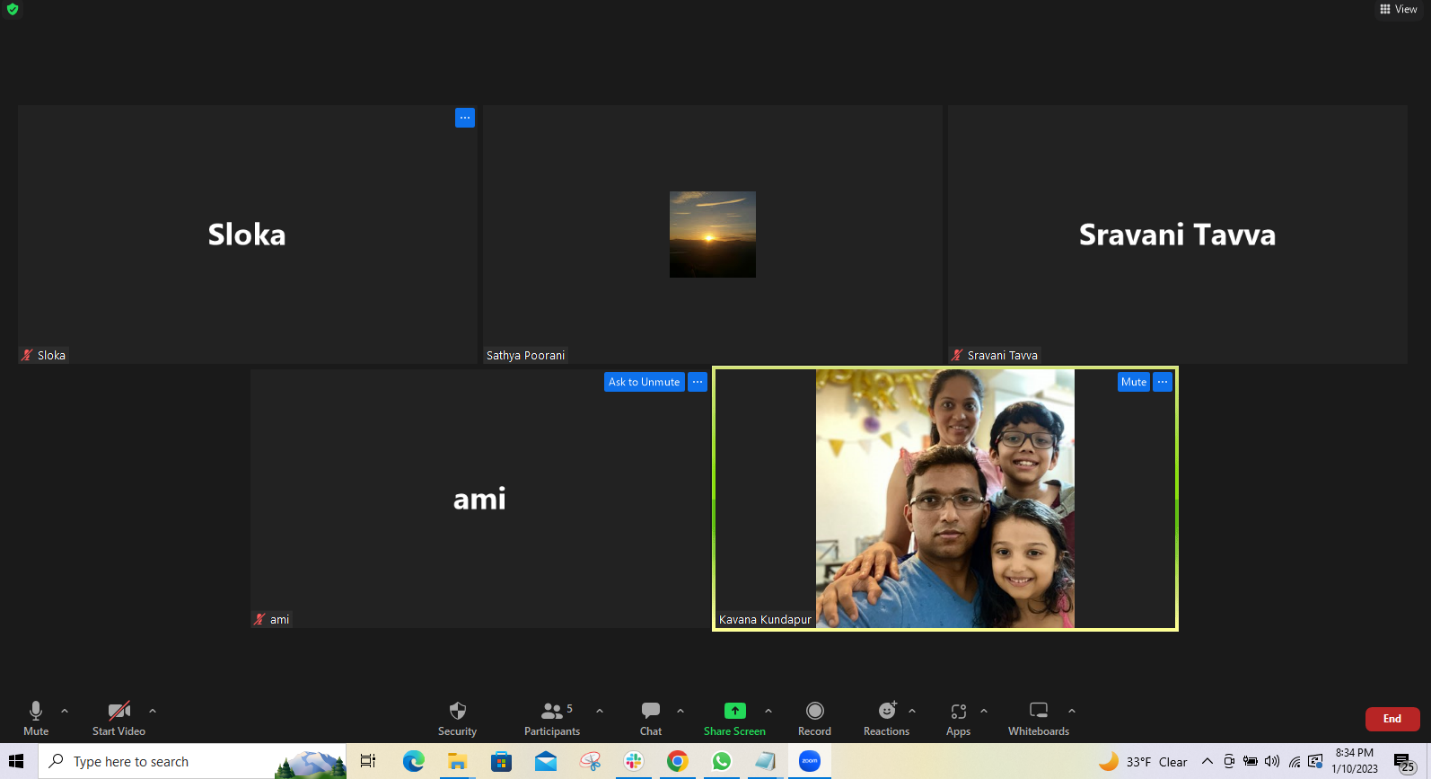 View
Sloka
Sloka
Sathya Poorani
Sravani Tavva
Sravani Tavva
Ask to Unmute
ami
ami
Mute
Kavana Kundapur
Mute
Start Video
Security
Participants
5
Chat
Share Screen
Record
Reactions
Apps
Whiteboards
End
Type here to search
zoom
33°F Clear
8:34 PM
1/10/2023
25